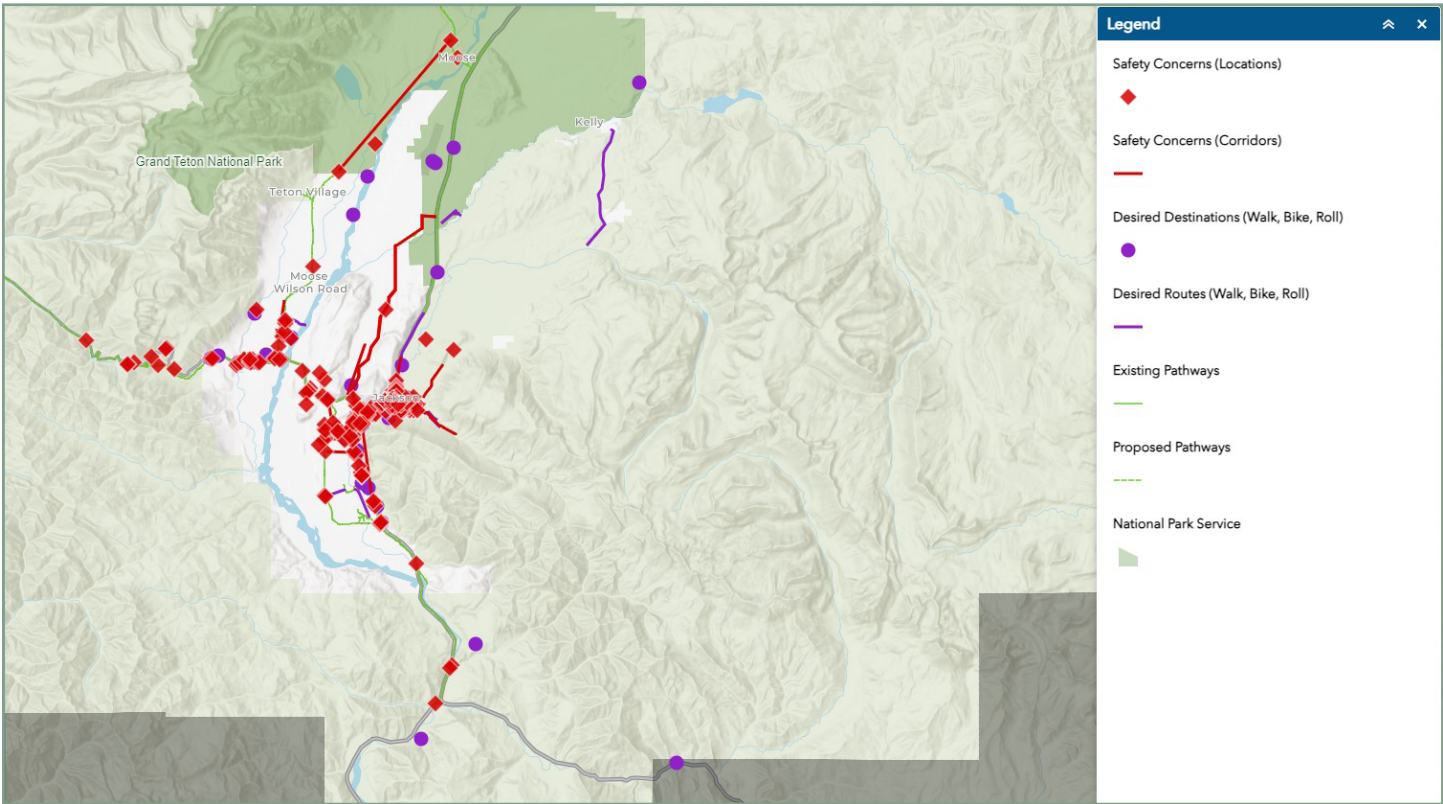 Moose
Kelly
Grand Teton National Park
Teton Village
Moose
Wilson Road
Jackson
Legend
Safety Concerns (Locations)
Safety Concerns (Corridors)
Desired Destinations (Walk, Bike, Roll)
Desired Routes (Walk, Bike, Roll)
Existing Pathways
Proposed Pathways
National Park Service